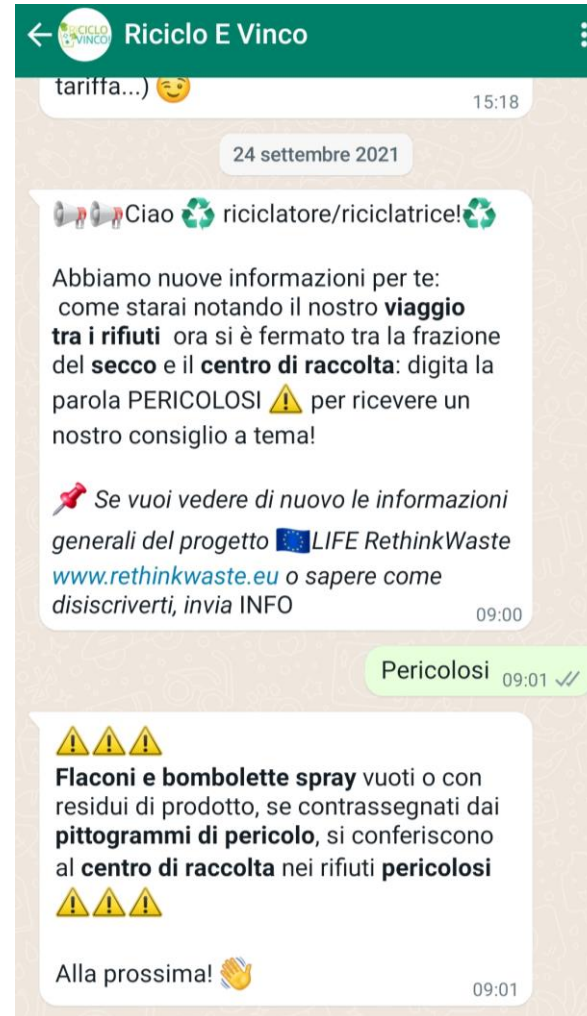 RICICLO
VINCO!
Riciclo E Vinco
tariffa...) 😉
15:18
24 settembre 2021
📢📢Ciao ♻️ riciclatore/riciclatrice!♻️
Abbiamo nuove informazioni per te:
come starai notando il nostro viaggio
tra i rifiuti ora si è fermato tra la frazione
del secco e il centro di raccolta: digita la
parola PERICOLOSI ⚠️ per ricevere un
nostro consiglio a tema!
📌 Se vuoi vedere di nuovo le informazioni
generali del progetto 🇪🇺LIFE RethinkWaste
www.rethinkwaste.eu o sapere come
disiscriverti, invia INFO
09:00
Pericolosi 09:01
⚠️⚠️⚠️
Flaconi e bombolette spray vuoti o con
residui di prodotto, se contrassegnati dai
pittogrammi di pericolo, si conferiscono
al centro di raccolta nei rifiuti pericolosi
⚠️⚠️⚠️
Alla prossima! 👋
09:01